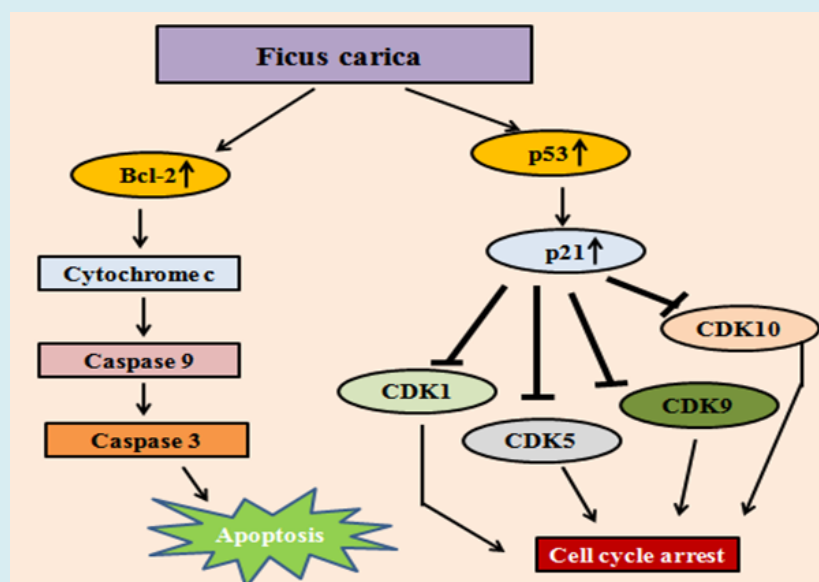 Ficus carica
Bcl-2↑
p53↑
Cytochrome c
p21↑
Caspase 9
CDK10
CDK1
CDK9
Caspase 3
CDK5
Apoptosis
Cell cycle arrest